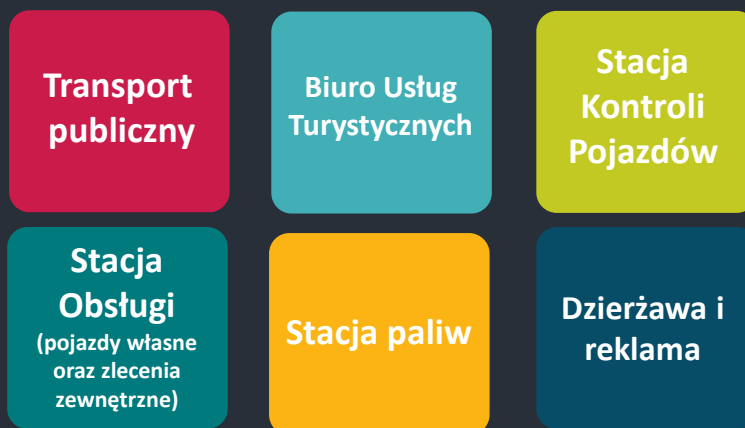 Transport
publiczny
Biuro Usług
Turystycznych
Stacja
Kontroli
Pojazdów
Stacja
Obsługi
(pojazdy własne
oraz zlecenia
zewnętrzne)
Stacja paliw
Dzierżawa i
reklama